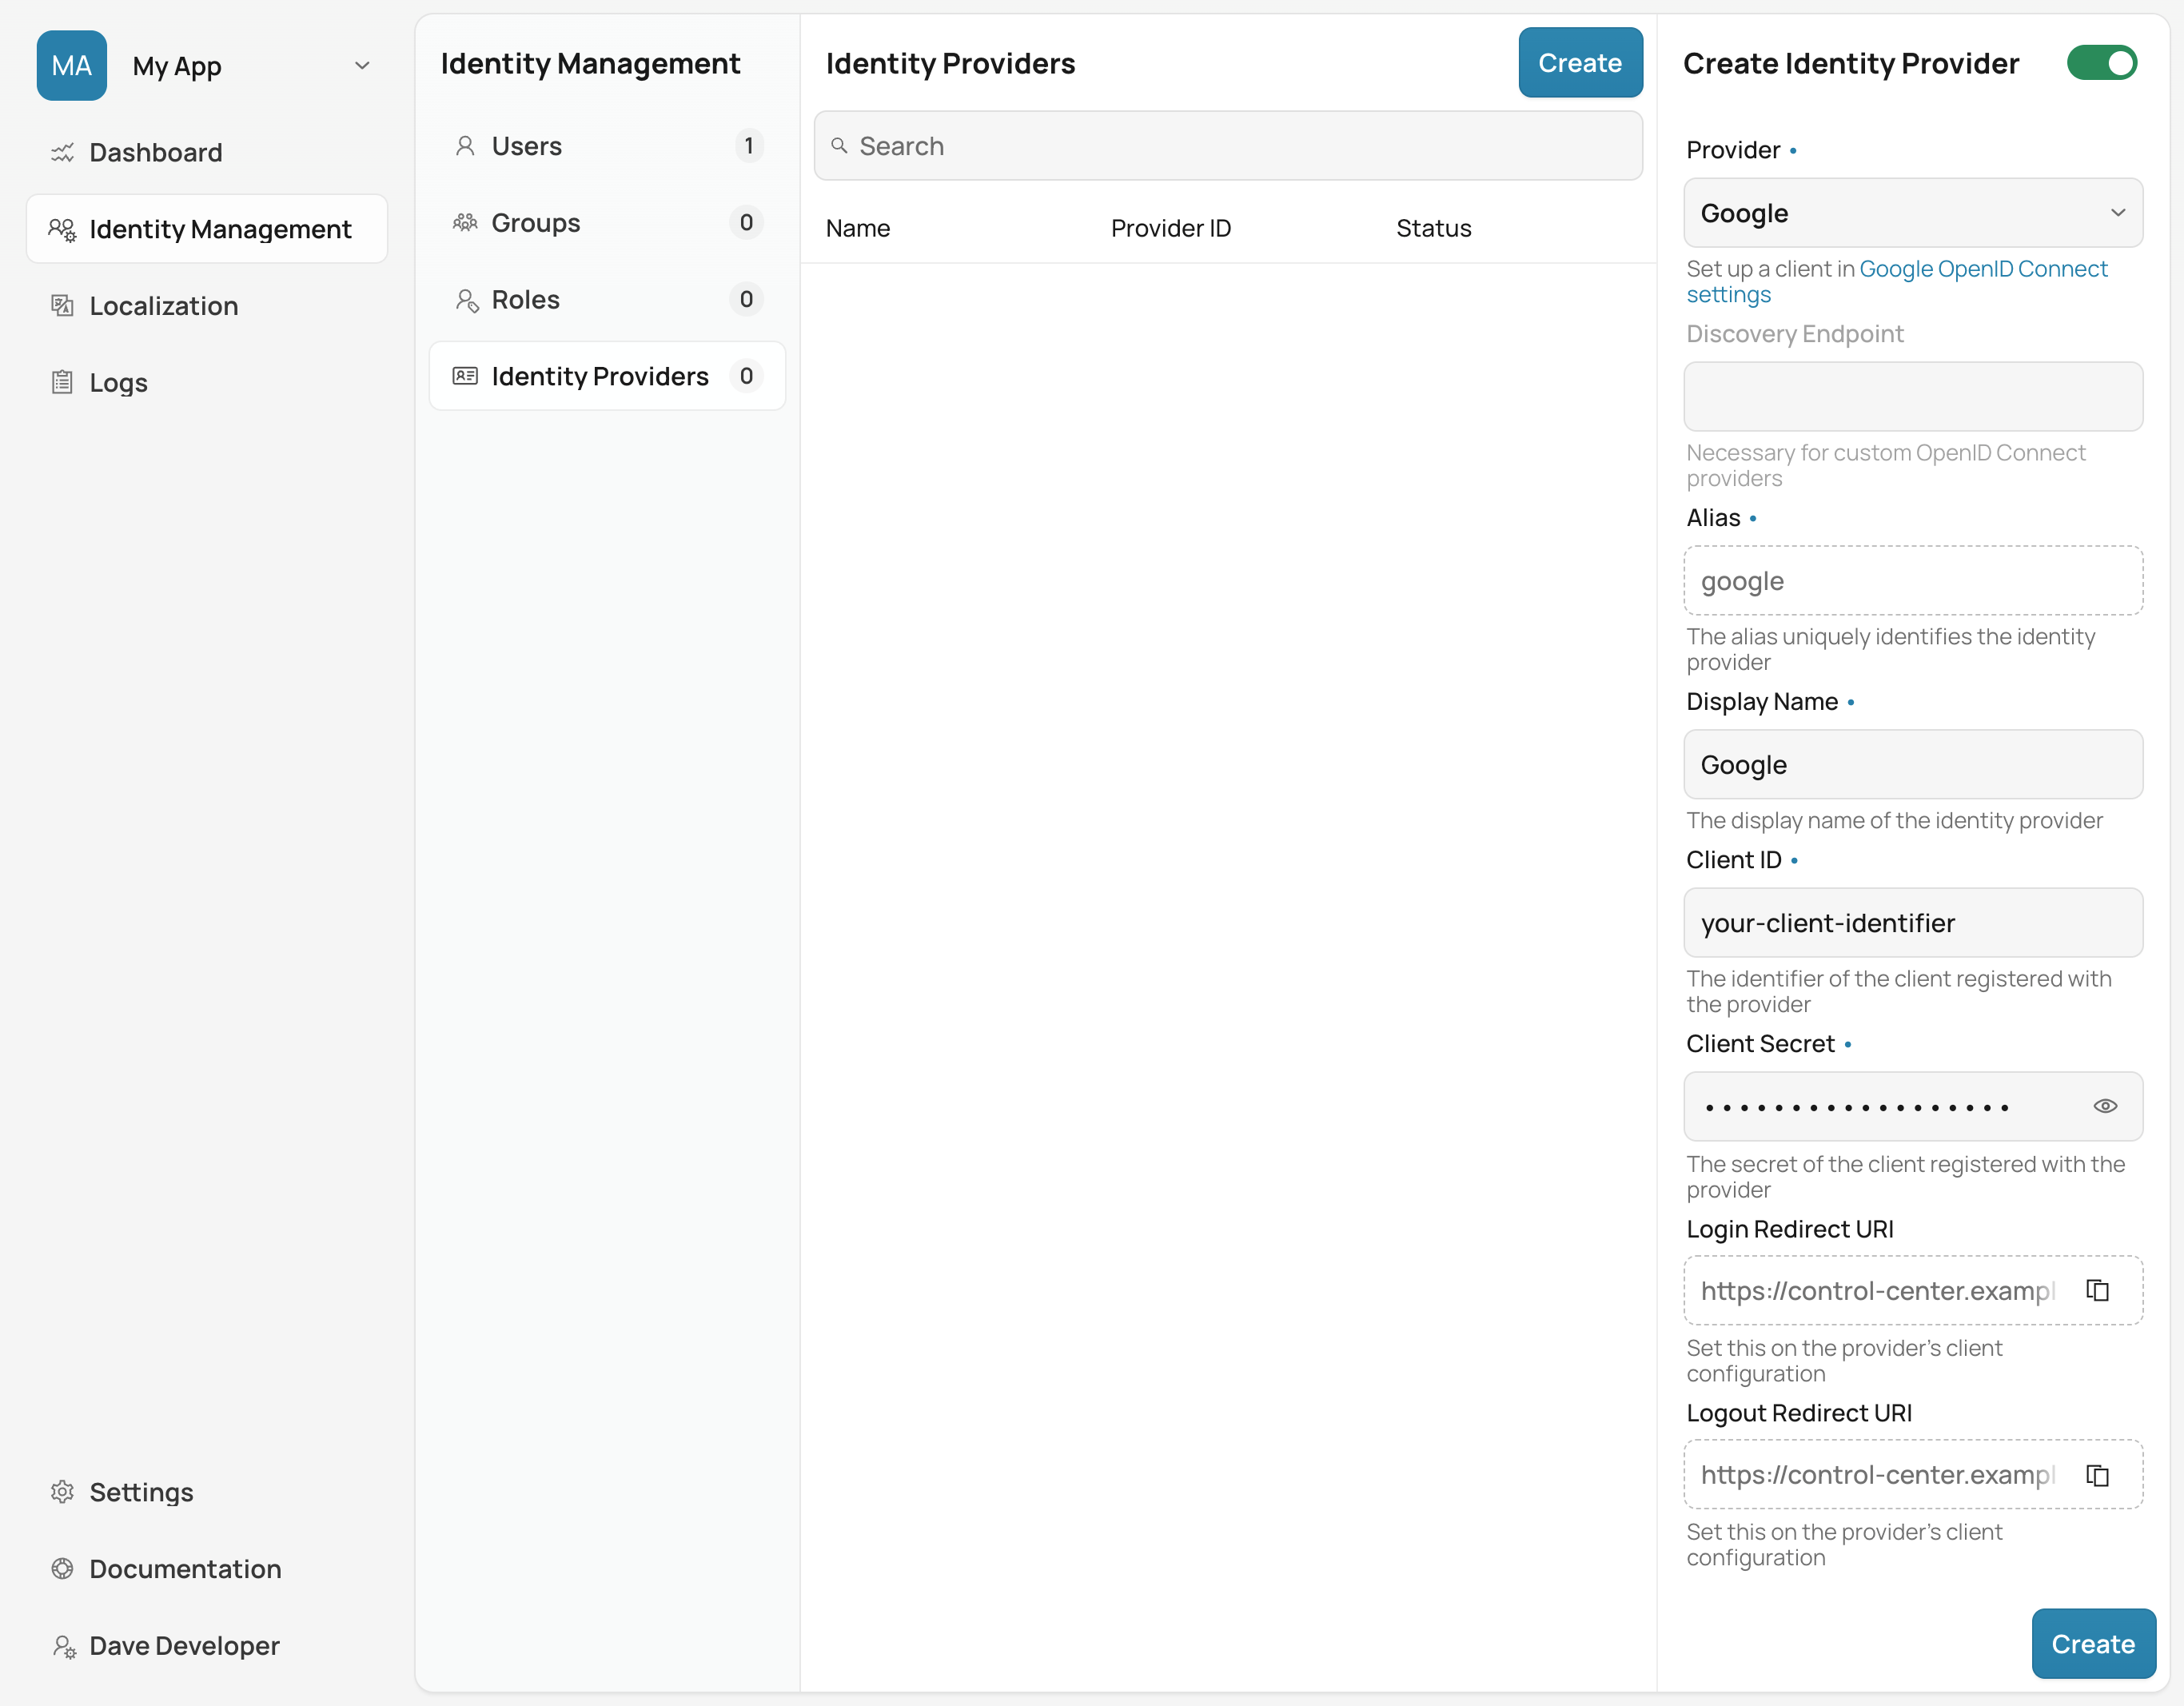 MA
My App
Dashboard
Identity Management
Localization
Logs
Settings
Documentation
Dave Developer
Identity Management
Users 1
Groups 0
Roles 0
Identity Providers 0
Identity Providers
Create
Search
Name Provider ID Status
Create Identity Provider
Provider •
Google
Set up a client in Google OpenID Connect
settings
Discovery Endpoint
Necessary for custom OpenID Connect
providers
Alias •
google
The alias uniquely identifies the identity
provider
Display Name •
Google
The display name of the identity provider
Client ID •
your-client-identifier
The identifier of the client registered with
the provider
Client Secret •
••••••••••••••••••
The secret of the client registered with the
provider
Login Redirect URI
https://control-center.exampl
Set this on the provider's client
configuration
Logout Redirect URI
https://control-center.exampl
Set this on the provider's client
configuration
Create